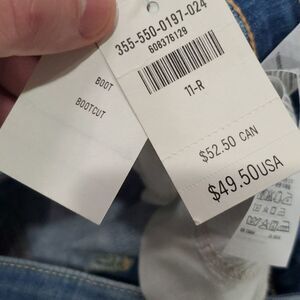 BOOT
BOOTCUT
355-550-0197-024
608376129
11-R
$52.50 CAN
$49.50USA